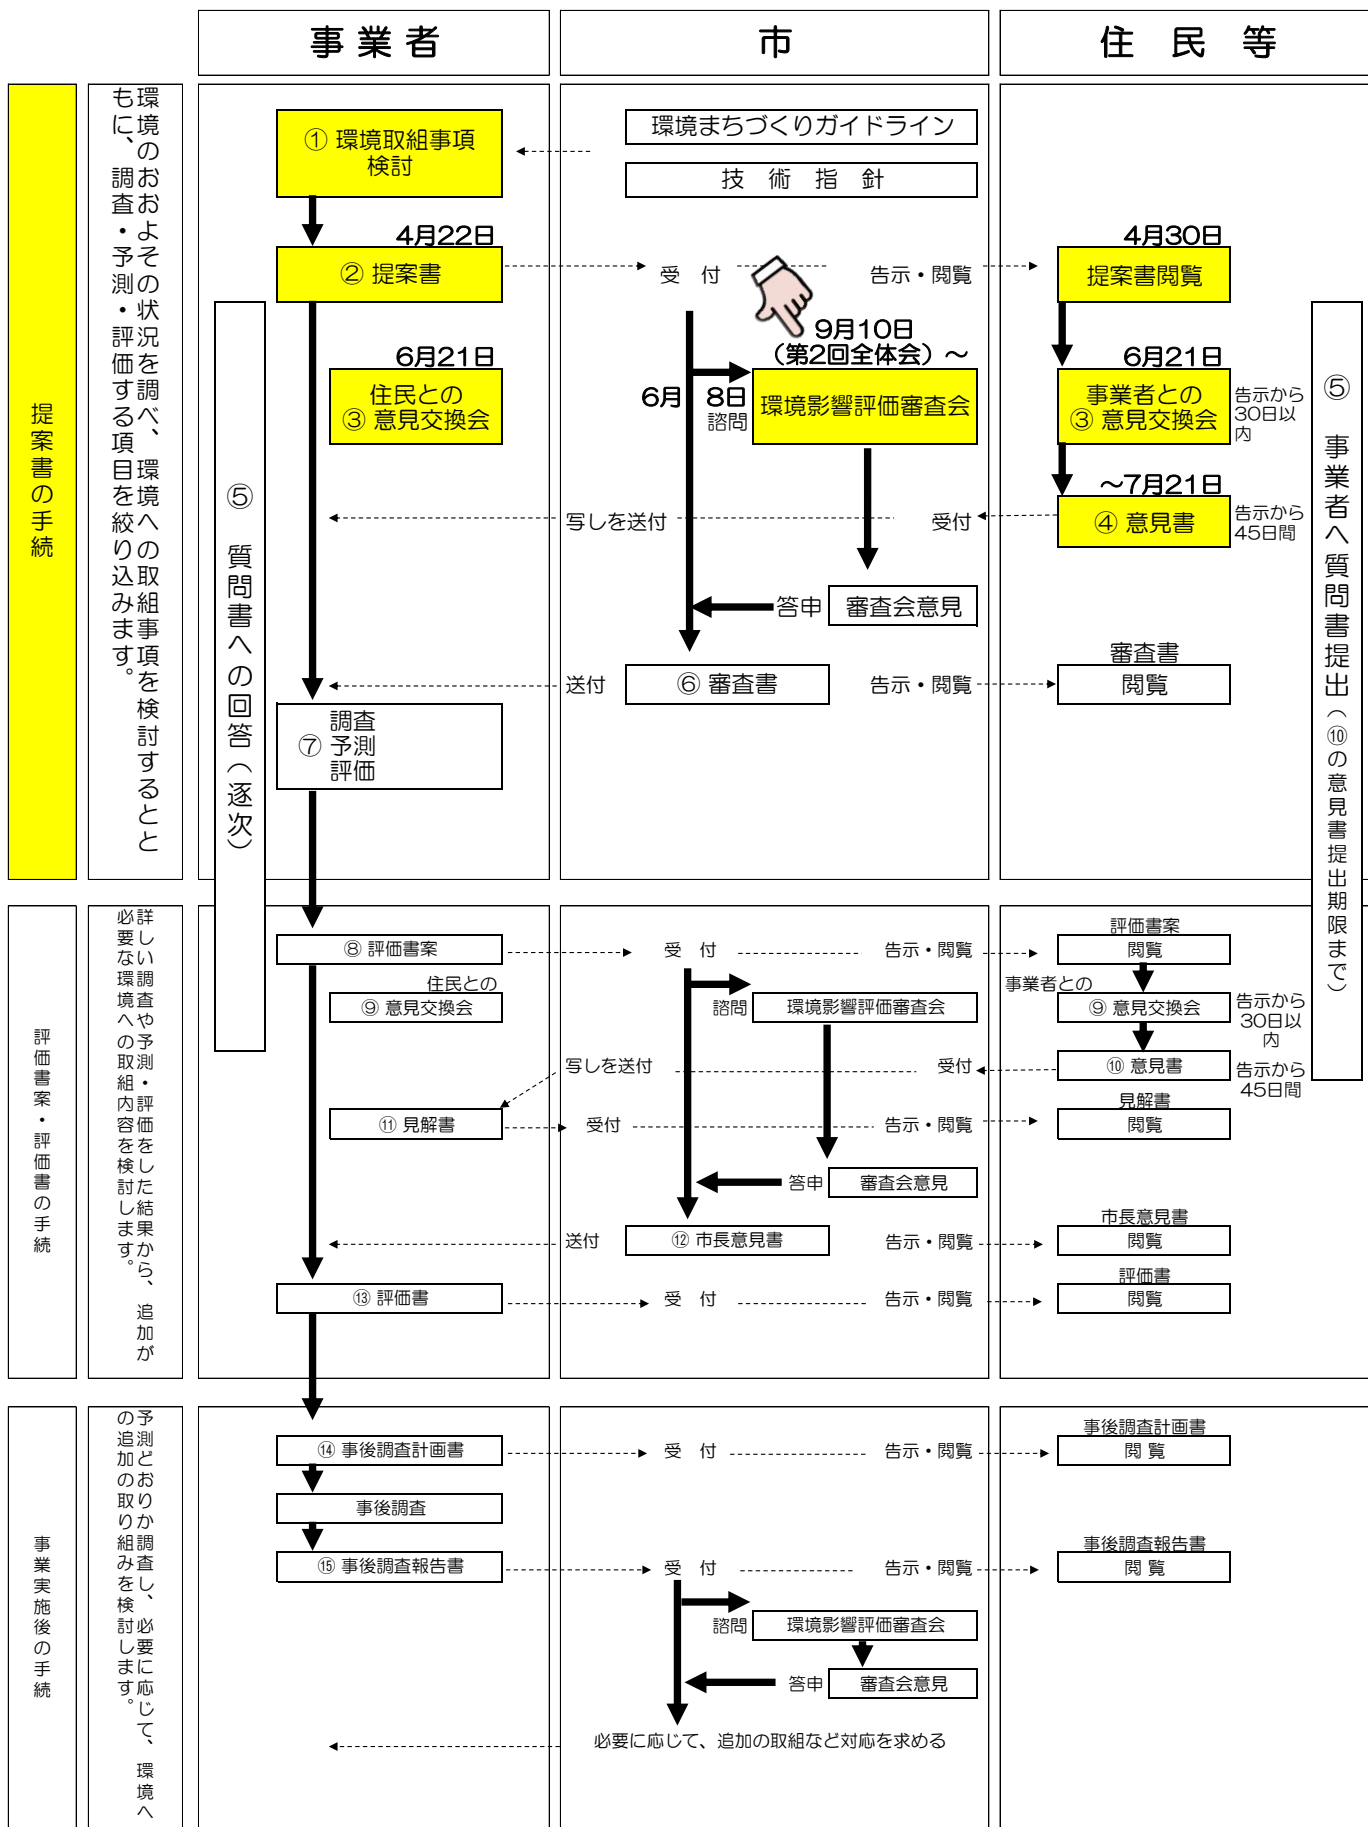 事業者
市
住民等
提案書の手続
環境のおおよその状況を調べ、環境への取組事項を検討するとと
もに、調査・予測・評価する項目を絞り込みます。
① 環境取組事項
検討
環境まちづくりガイドライン
技術指針
4月22日
② 提案書
受付
告示・閲覧
4月30日
提案書閲覧
6月21日
住民との
③ 意見交換会
9月10日
（第2回全体会）～
6月8日
諮問
環境影響評価審査会
6月21日
事業者との
③ 意見交換会
告示から
30日以
内
～7月21日
④ 意見書
告示から
45日間
受付
写しを送付
⑤ 質問書への回答（逐次）
⑤ 事業者へ質問書提出（⑩の意見書提出期限まで）
審査会意見
答申
⑥ 審査書
送付
告示・閲覧
審査書
閲覧
調査
⑦ 予測
評価
評価書案・評価書の手続
詳しい調査や予測・評価をした結果から、追加が
必要な環境への取組内容を検討します。
⑧ 評価書案
受付
告示・閲覧
評価書案
閲覧
住民との
⑨ 意見交換会
諮問
環境影響評価審査会
事業者との
⑨ 意見交換会
告示から
30日以
内
⑩ 意見書
告示から
45日間
受付
写しを送付
⑪ 見解書
受付
告示・閲覧
見解書
閲覧
審査会意見
答申
⑫ 市長意見書
送付
告示・閲覧
市長意見書
閲覧
⑬ 評価書
受付
告示・閲覧
評価書
閲覧
事業実施後の手続
予測どおりか調査し、必要に応じて、環境へ
の追加の取り組みを検討します。
⑭ 事後調査計画書
受付
告示・閲覧
事後調査計画書
閲覧
事後調査
⑮ 事後調査報告書
受付
告示・閲覧
事後調査報告書
閲覧
諮問
環境影響評価審査会
答申
審査会意見
必要に応じて、追加の取組など対応を求める